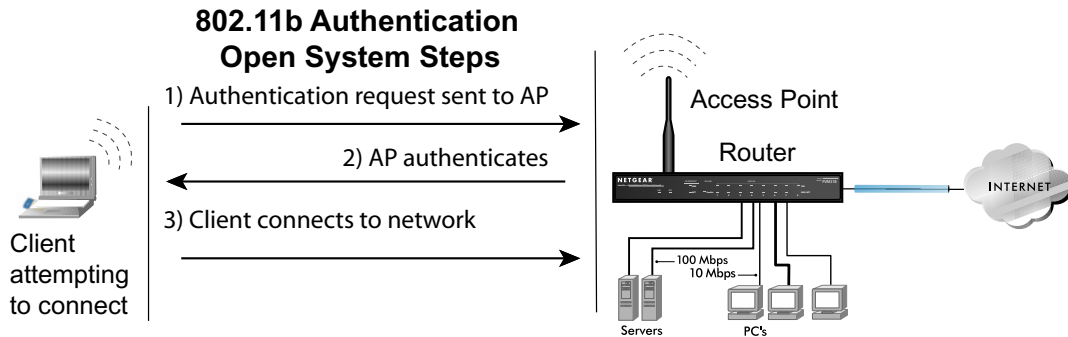 802.11b Authentication
Open System Steps
1) Authentication request sent to AP
2) AP authenticates
3) Client connects to network
Client
attempting
to connect
Access Point
Router
NETGEAR
INTERNET
100 Mbps
10 Mbps
Servers
PC's